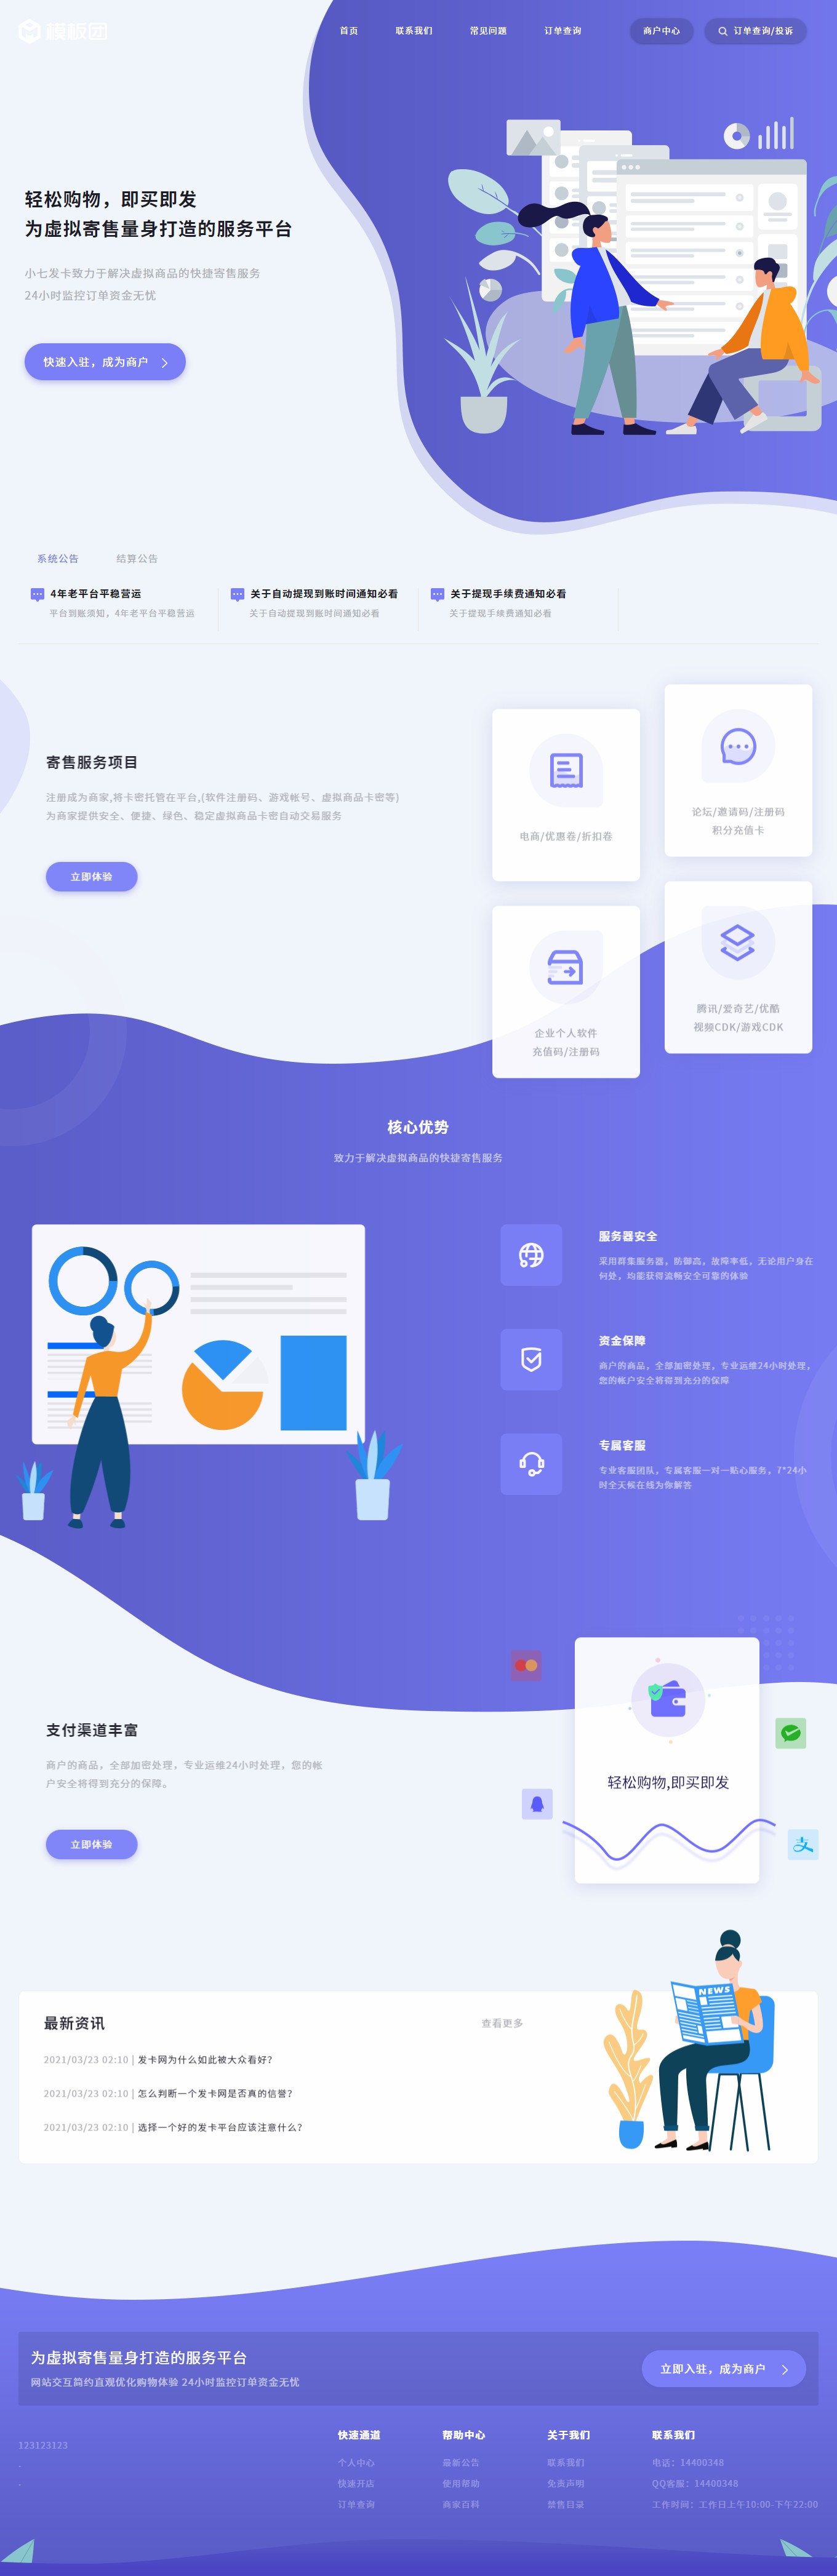 模板团
首页
联系我们
常见问题
订单查询
商户中心
订单查询/投诉
轻松购物，即买即发
为虚拟寄售量身打造的服务平台
小七发卡致力于解决虚拟商品的快捷寄售服务
24小时监控订单资金无忧
快速入驻，成为商户
系统公告
结算公告
4年老平台平稳营运
平台到账须知，4年老平台平稳营运
关于自动提现到账时间通知必看
关于自动提现到账时间通知必看
关于提现手续费通知必看
关于提现手续费通知必看
寄售服务项目
注册成为商家,将卡密托管在平台,(软件注册码、游戏帐号、虚拟商品卡密等)
为商家提供安全、便捷、绿色、稳定虚拟商品卡密自动交易服务
立即体验
电商/优惠卷/折扣卷
论坛/邀请码/注册码
积分充值卡
企业个人软件
充值码/注册码
腾讯/爱奇艺/优酷
视频CDK/游戏CDK
核心优势
致力于解决虚拟商品的快捷寄售服务
服务器安全
采用群集服务器，防御高，故障率低，无论用户身在
何处，均能获得流畅安全可靠的体验
资金保障
商户的商品，全部加密处理，专业运维24小时处理，
您的帐户安全将得到充分的保障
专属客服
专业客服团队，专属客服一对一贴心服务，7*24小
时全天候在线为你解答
支付渠道丰富
商户的商品，全部加密处理，专业运维24小时处理，您的帐
户安全将得到充分的保障。
立即体验
轻松购物,即买即发
NEWS
最新资讯
查看更多
2021/03/23 02:10 | 发卡网为什么如此被大众看好?
2021/03/23 02:10 | 怎么判断一个发卡网是否真的信誉?
2021/03/23 02:10 | 选择一个好的发卡平台应该注意什么?
为虚拟寄售量身打造的服务平台
网站交互简约直观优化购物体验 24小时监控订单资金无忧
立即入驻，成为商户
123123123
-
-
快速通道
个人中心
快速开店
订单查询
帮助中心
最新公告
使用帮助
商家百科
关于我们
联系我们
免责声明
禁售目录
联系我们
电话：14400348
QQ客服：14400348
工作时间：工作日上午10:00-下午22:00